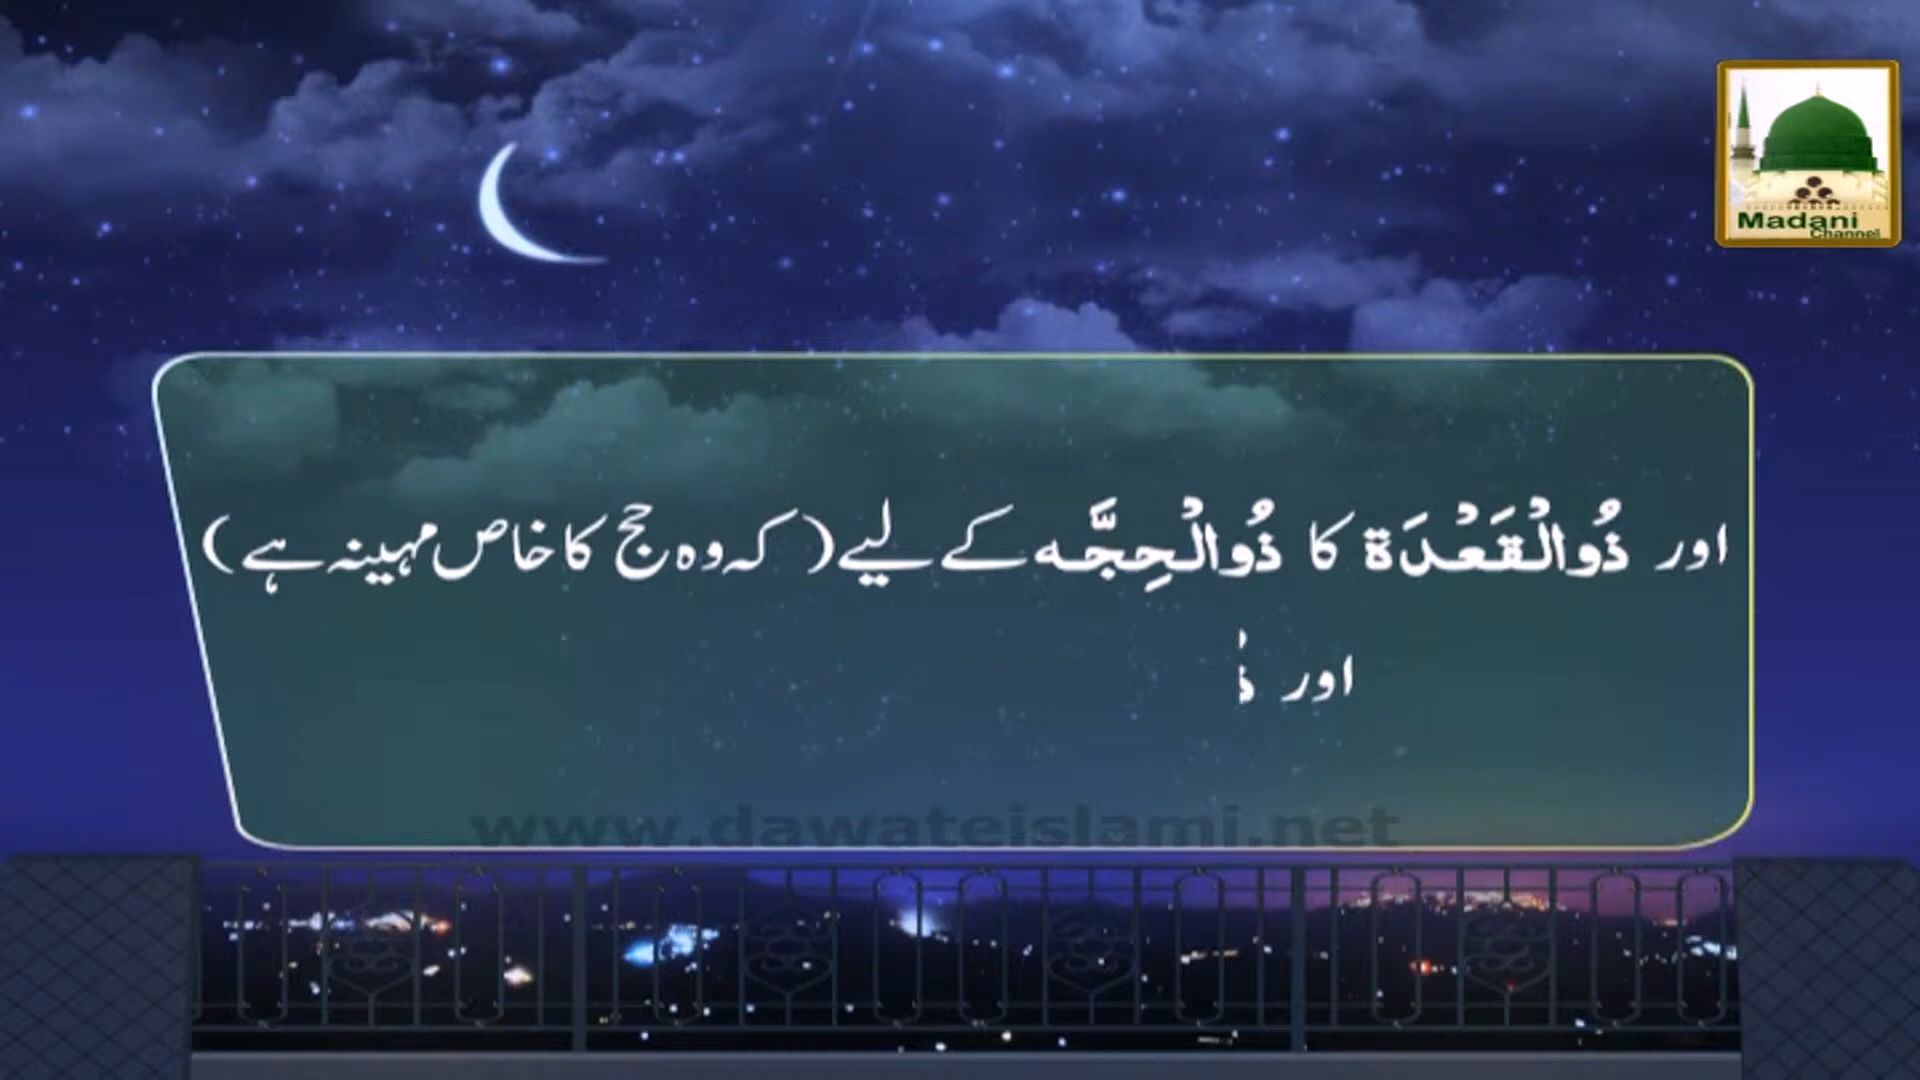 Madani
Channel
اور ذُوالْقَعْدَة کا ذُوالْحِجَّه کے لیے (کہ وہ حج کا خاص مہینہ ہے)
اور
www.dawateislami.net